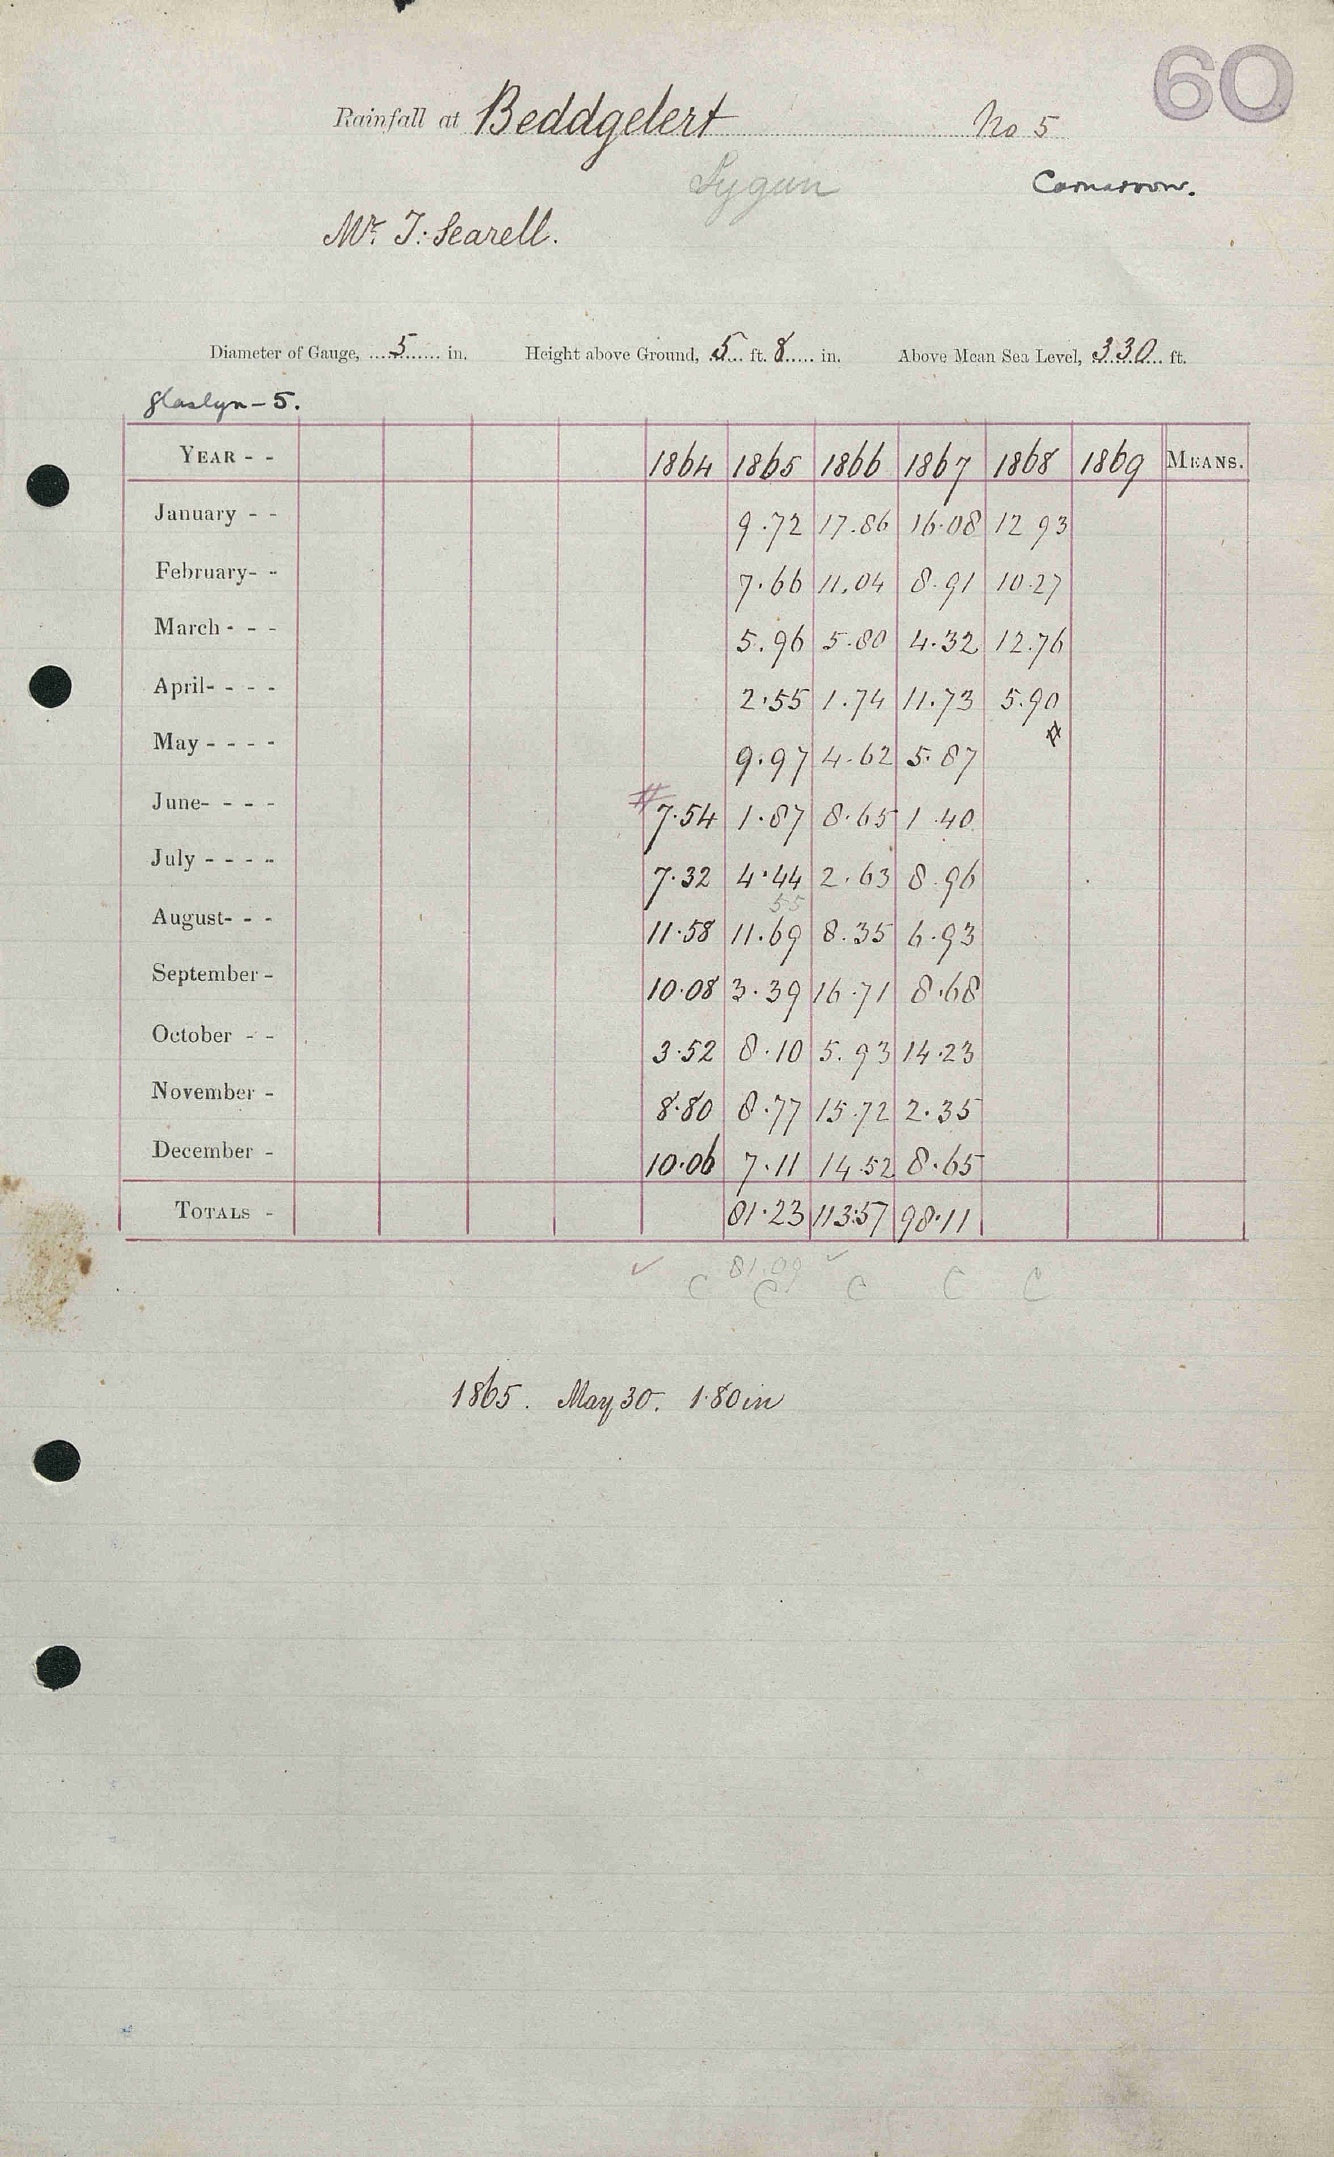 60
Rainfall at Beddgelert No 5
Sygun Carnarvon.
Mr. T. Searell.
Diameter of Gauge, 5 in. Height above Ground, 5 ft. 8 in. Above Mean Sea Level, 330 ft.
Glaslyn - 5.
YEAR - - 1864 1865 1866 1867 1868 1869 MEANS.
January - - 9.72 17.86 16.08 12 93
February- - 7.66 11.04 8.91 10.27
March - - - 5.96 5.80 4.32 12.76
April- - - - 2.55 1.74 11.73 5.90
May - - - - 9.97 4.62 5.87 #
June- - - - # 7.54 1.87 8.65 1.40
July - - - - 7.32 4.44 2.63 8.96
55
August- - - 11.58 11.69 8.35 6.93
September - 10.08 3.39 16.71 8.68
October - - 3.52 8.10 5.93 14.23
November - 8.80 8.77 15.72 2.35
December - 10.06 7.11 14.52 8.65
TOTALS - 81.23 113.57 98.11
81.09
C C C C C
1865. May 30. 1.80 in